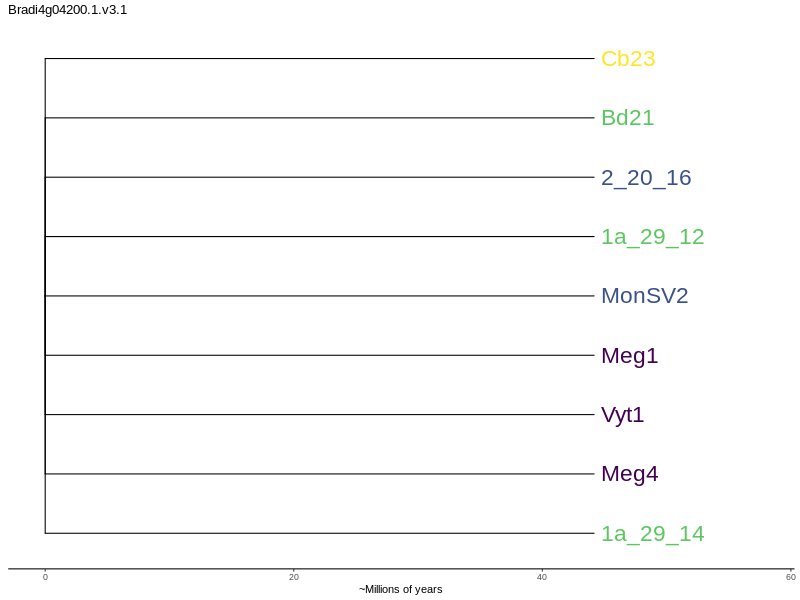 Bradi4g04200.1.v3.1
Cb23
Bd21
2_20_16
1a_29_12
MonSV2
Meg1
Vyt1
Meg4
1a_29_14
0 20 40 60
~Millions of years